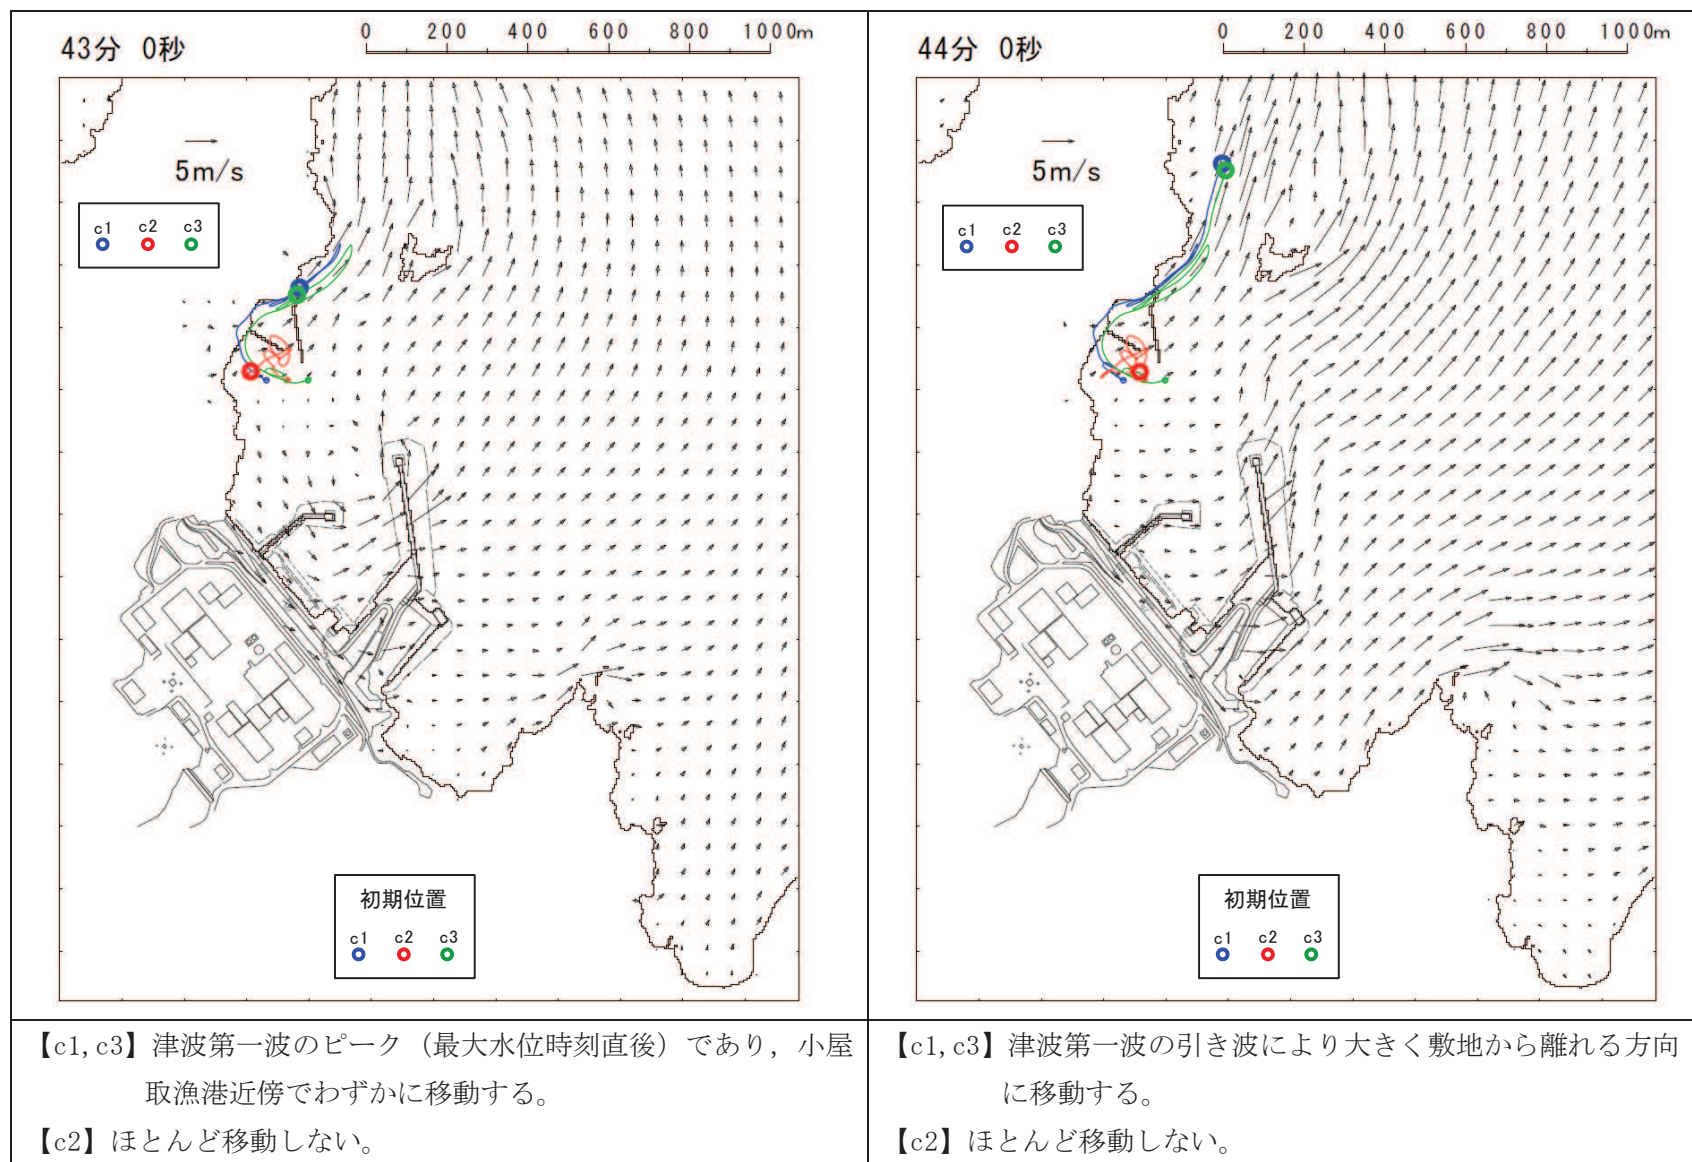 43分 0秒
0 200 400 600 800 1000m
5m/s
c1 c2 c3
初期位置
c1 c2 c3
【c1,c3】津波第一波のピーク（最大水位時刻直後）であり，小屋
取漁港近傍でわずかに移動する。
【c2】ほとんど移動しない。
44分 0秒
0 200 400 600 800 1000m
5m/s
c1 c2 c3
初期位置
c1 c2 c3
【c1,c3】津波第一波の引き波により大きく敷地から離れる方向
に移動する。
【c2】ほとんど移動しない。